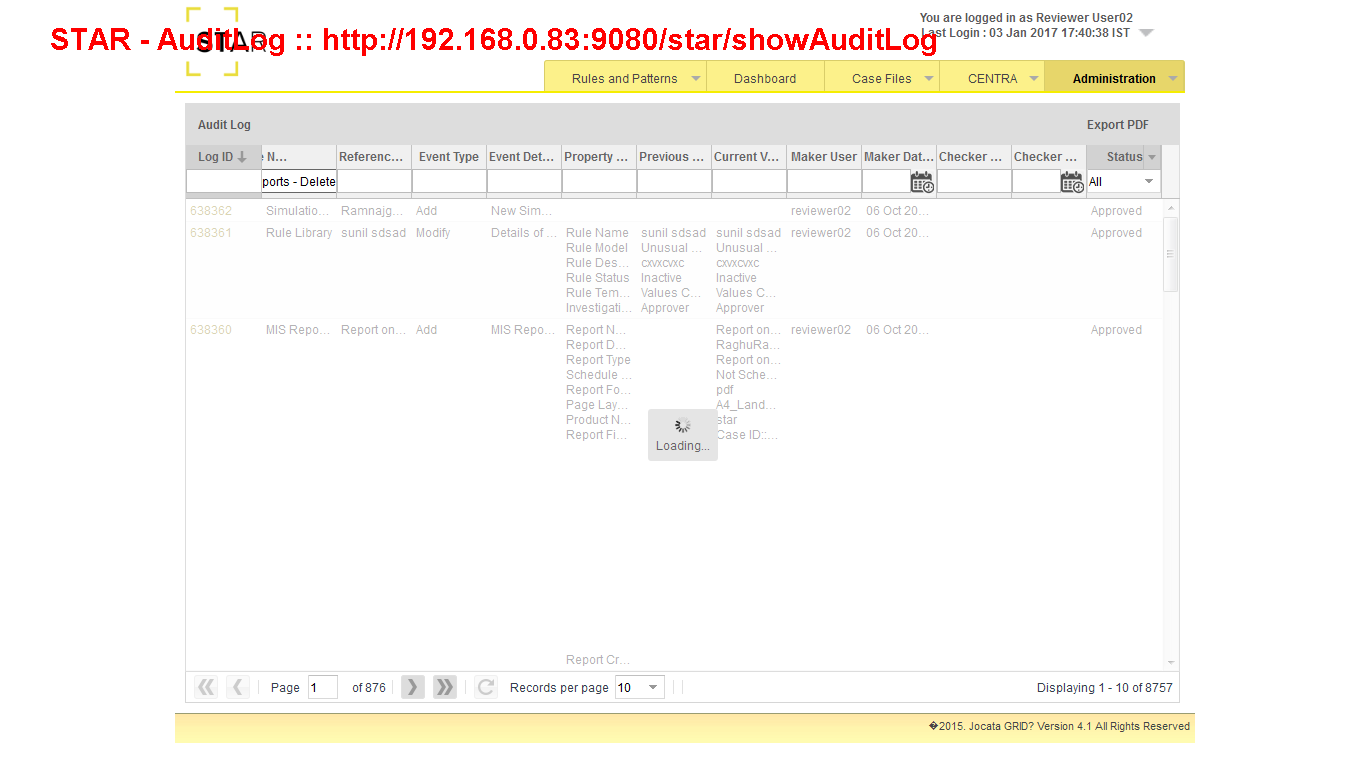 You are logged in as Reviewer User02
STAR - AuditLog :: http://192.168.0.83:9080/star/showAuditLog
STAR
Last Login : 03 Jan 2017 17:40:38 IST
Rules and Patterns Dashboard Case Files CENTRA Administration
Audit Log Export PDF
Log ID N... Referenc... Event Type Event Det... Property ... Previous ... Current V... Maker User Maker Dat... Checker ... Checker ... Status
ports - Delete All
638362 Simulatio... Ramnajg... Add New Sim... reviewer02 06 Oct 20... Approved
638361 Rule Library sunil sdsad Modify Details of ... Rule Name sunil sdsad sunil sdsad reviewer02 06 Oct 20... Approved
Rule Model Unusual ... Unusual ...
Rule Des... cxvxcvxc cxvxcvxc
Rule Status Inactive Inactive
Rule Tem... Values C... Values C...
Investigati... Approver Approver
638360 MIS Repo... Report on... Add MIS Repo... Report N... Report on... reviewer02 06 Oct 20... Approved
Report D... RaghuRa...
Report Type Report on...
Schedule ... Not Sche...
Report Fo... pdf
Page Lay... A4_Land...
Product N... star
Report Fi... Case ID::...
Loading...
Report Cr...
Page 1 of 876 Records per page 10 Displaying 1 - 10 of 8757
�2015. Jocata GRID? Version 4.1 All Rights Reserved